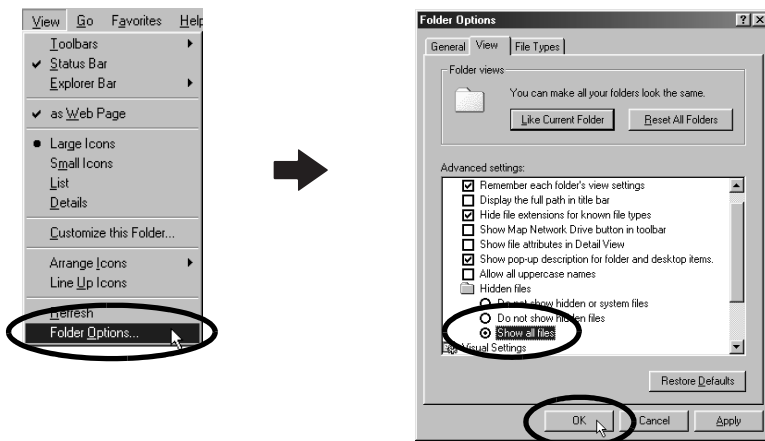 View Go Favorites Help
Toolbars
Status Bar
Explorer Bar
as Web Page
Large Icons
Small Icons
List
Details
Customize this Folder...
Arrange Icons
Line Up Icons
Refresh
Folder Options...
Folder Options
General View File Types
Folder views
You can make all your folders look the same.
Like Current Folder Reset All Folders
Advanced settings:
Remember each folder's view settings
Display the full path in title bar
Hide file extensions for known file types
Show Map Network Drive button in toolbar
Show file attributes in Detail View
Show pop-up description for folder and desktop items.
Allow all uppercase names
Hidden files
Do not show hidden or system files
Do not show hidden files
Show all files
Visual Settings
Restore Defaults
OK Cancel Apply